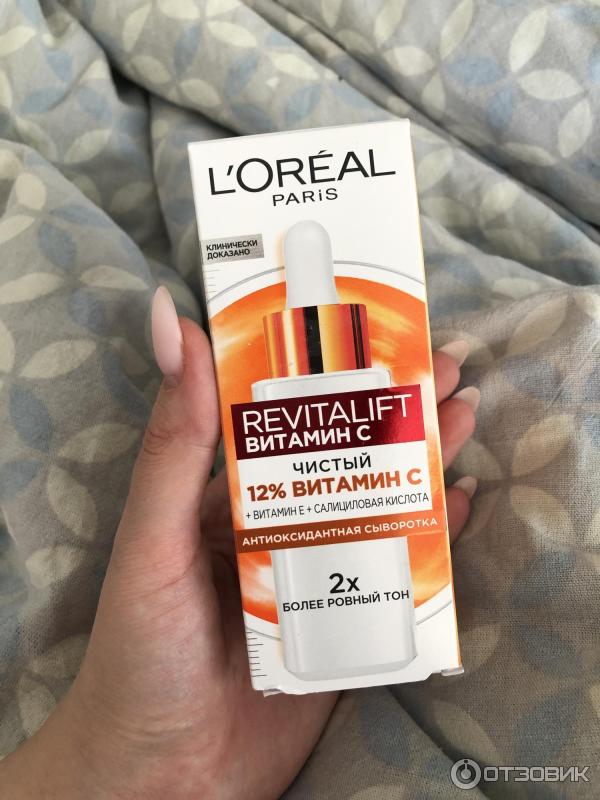 L'ORÉAL
PARiS
КЛИНИЧЕСКИ
ДОКАЗАНО
REVITALIFT
ВИТАМИН С
ЧИСТЫЙ
12% ВИТАМИН С
+ ВИТАМИН Е + САЛИЦИЛОВАЯ КИСЛОТА
АНТИОКСИДАНТНАЯ СЫВОРОТКА
2x
БОЛЕЕ РОВНЫЙ ТОН
ОТЗОВИК